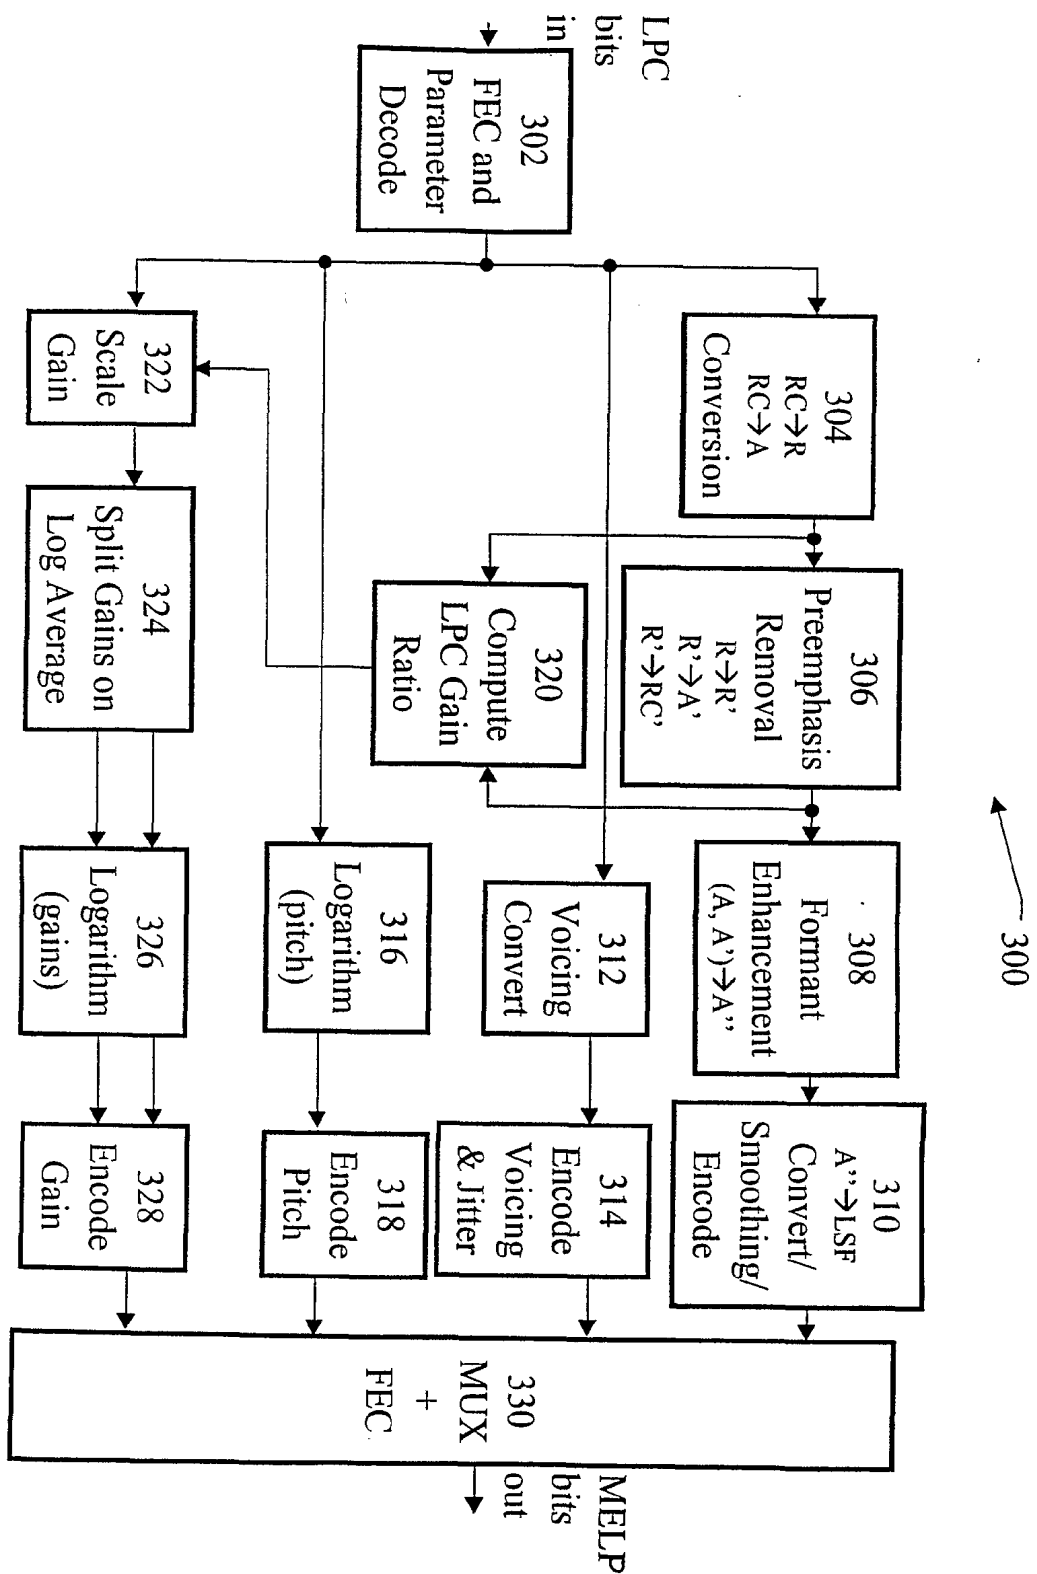 300
LPC
bits
in
302
FEC and
Parameter
Decode
304
RC→R
RC→A
Conversion
306
Preemphasis
Removal
R→R'
R'→A'
R'→RC'
308
Formant
Enhancement
(A, A')→A''
310
A''→LSF
Convert/
Smoothing/
Encode
320
Compute
LPC Gain
Ratio
312
Voicing
Convert
314
Encode
Voicing
& Jitter
316
Logarithm
(pitch)
318
Encode
Pitch
322
Scale
Gain
324
Split Gains on
Log Average
326
Logarithm
(gains)
328
Encode
Gain
330
MUX
+
FEC
MELP
bits
out